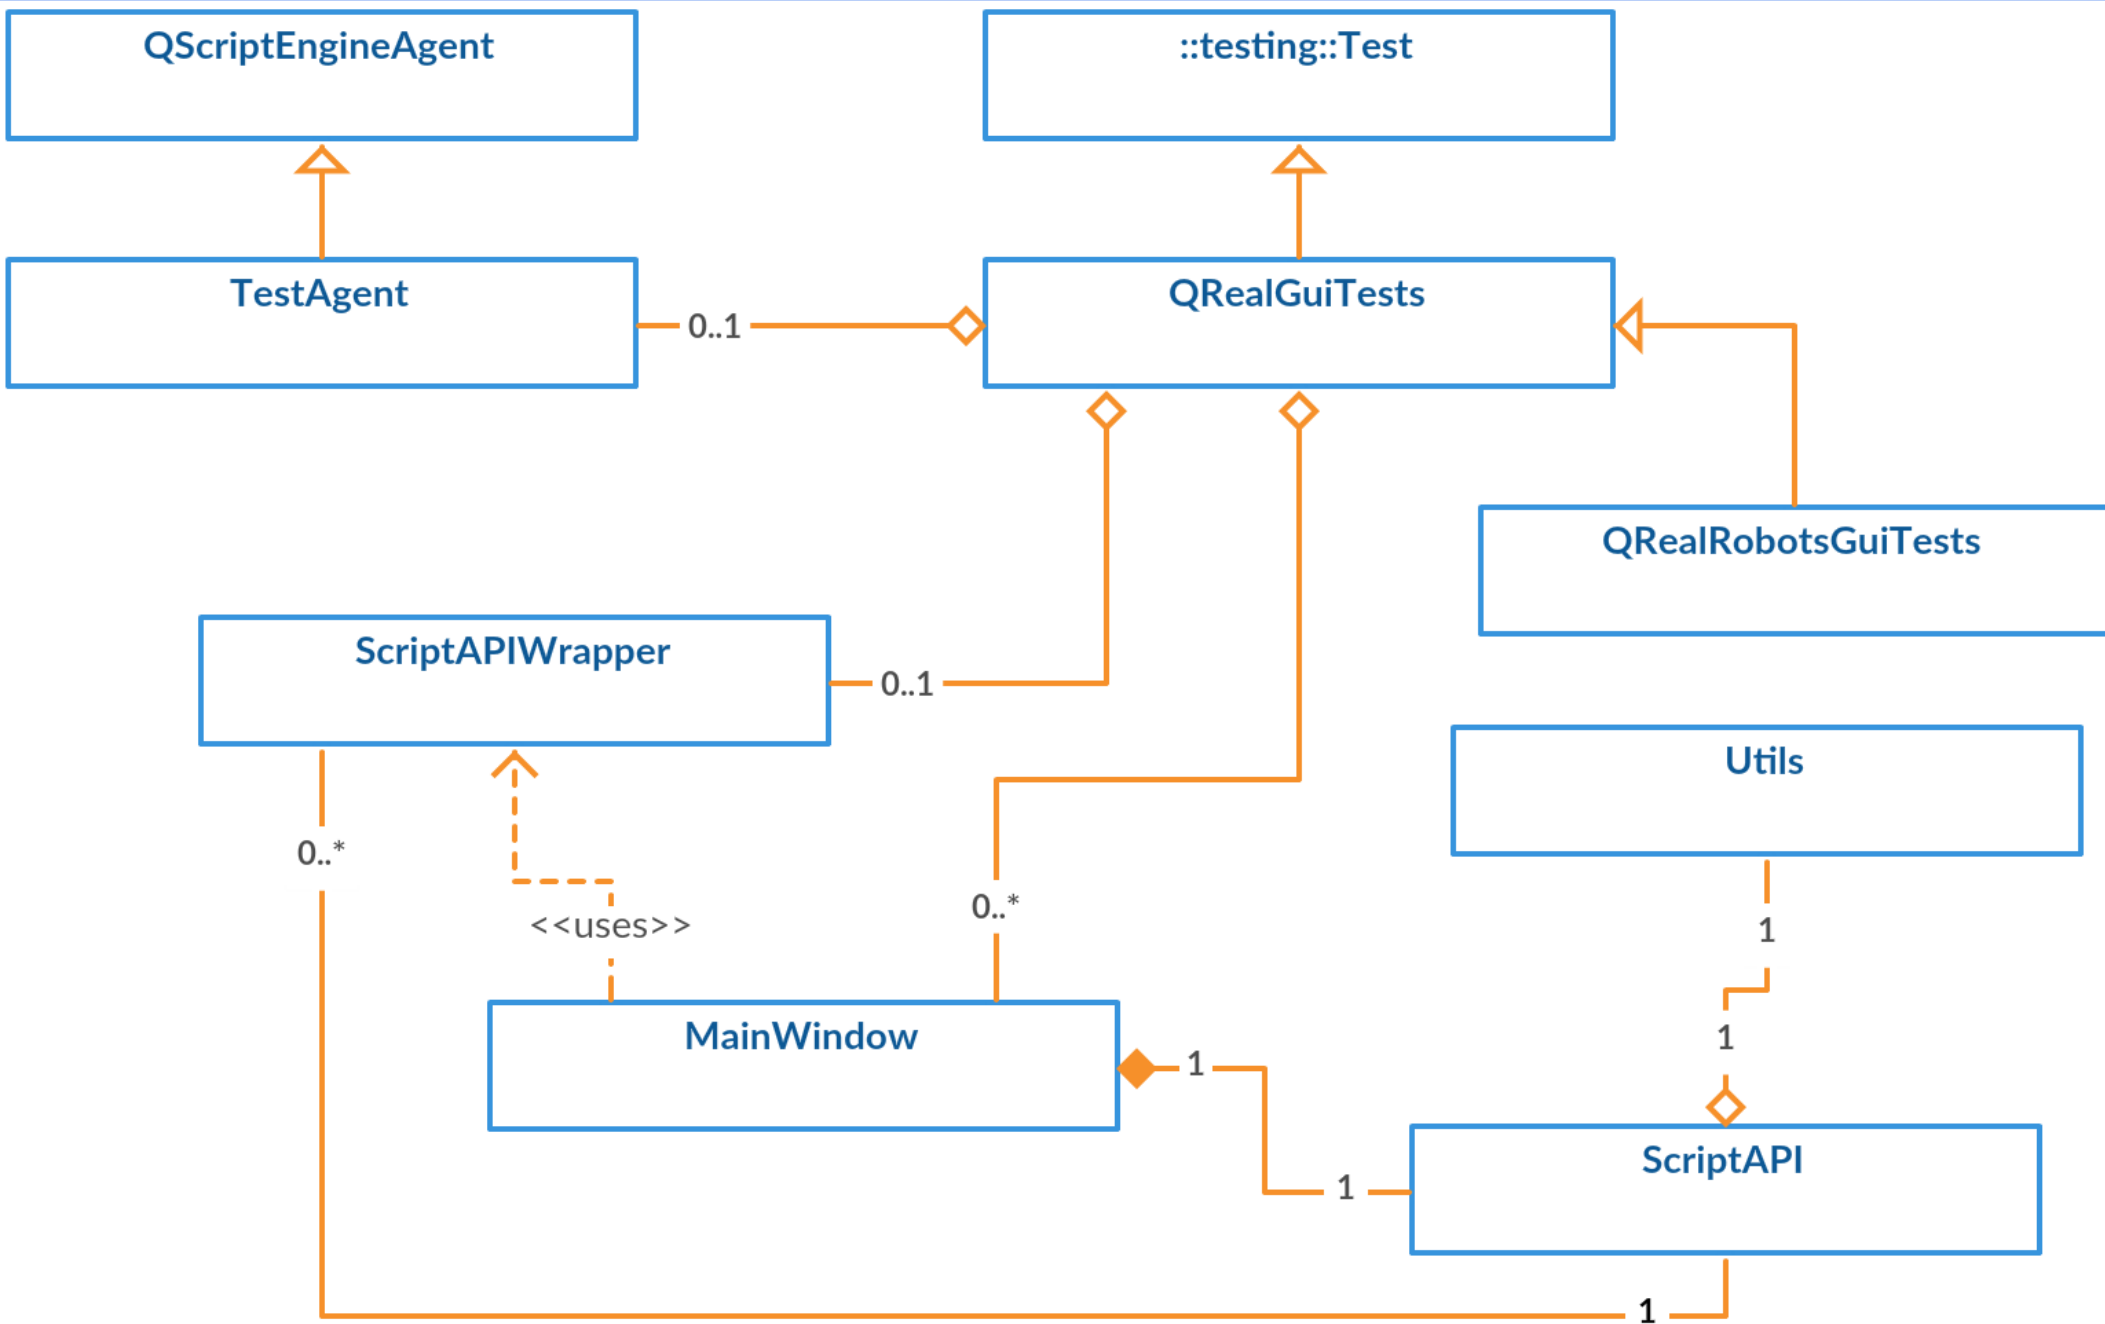 QScriptEngineAgent
::testing::Test
TestAgent
0..1
QRealGuiTests
QRealRobotsGuiTests
ScriptAPIWrapper
0..1
Utils
0..*
<<uses>>
0..*
1
MainWindow
1
1
1
ScriptAPI
1